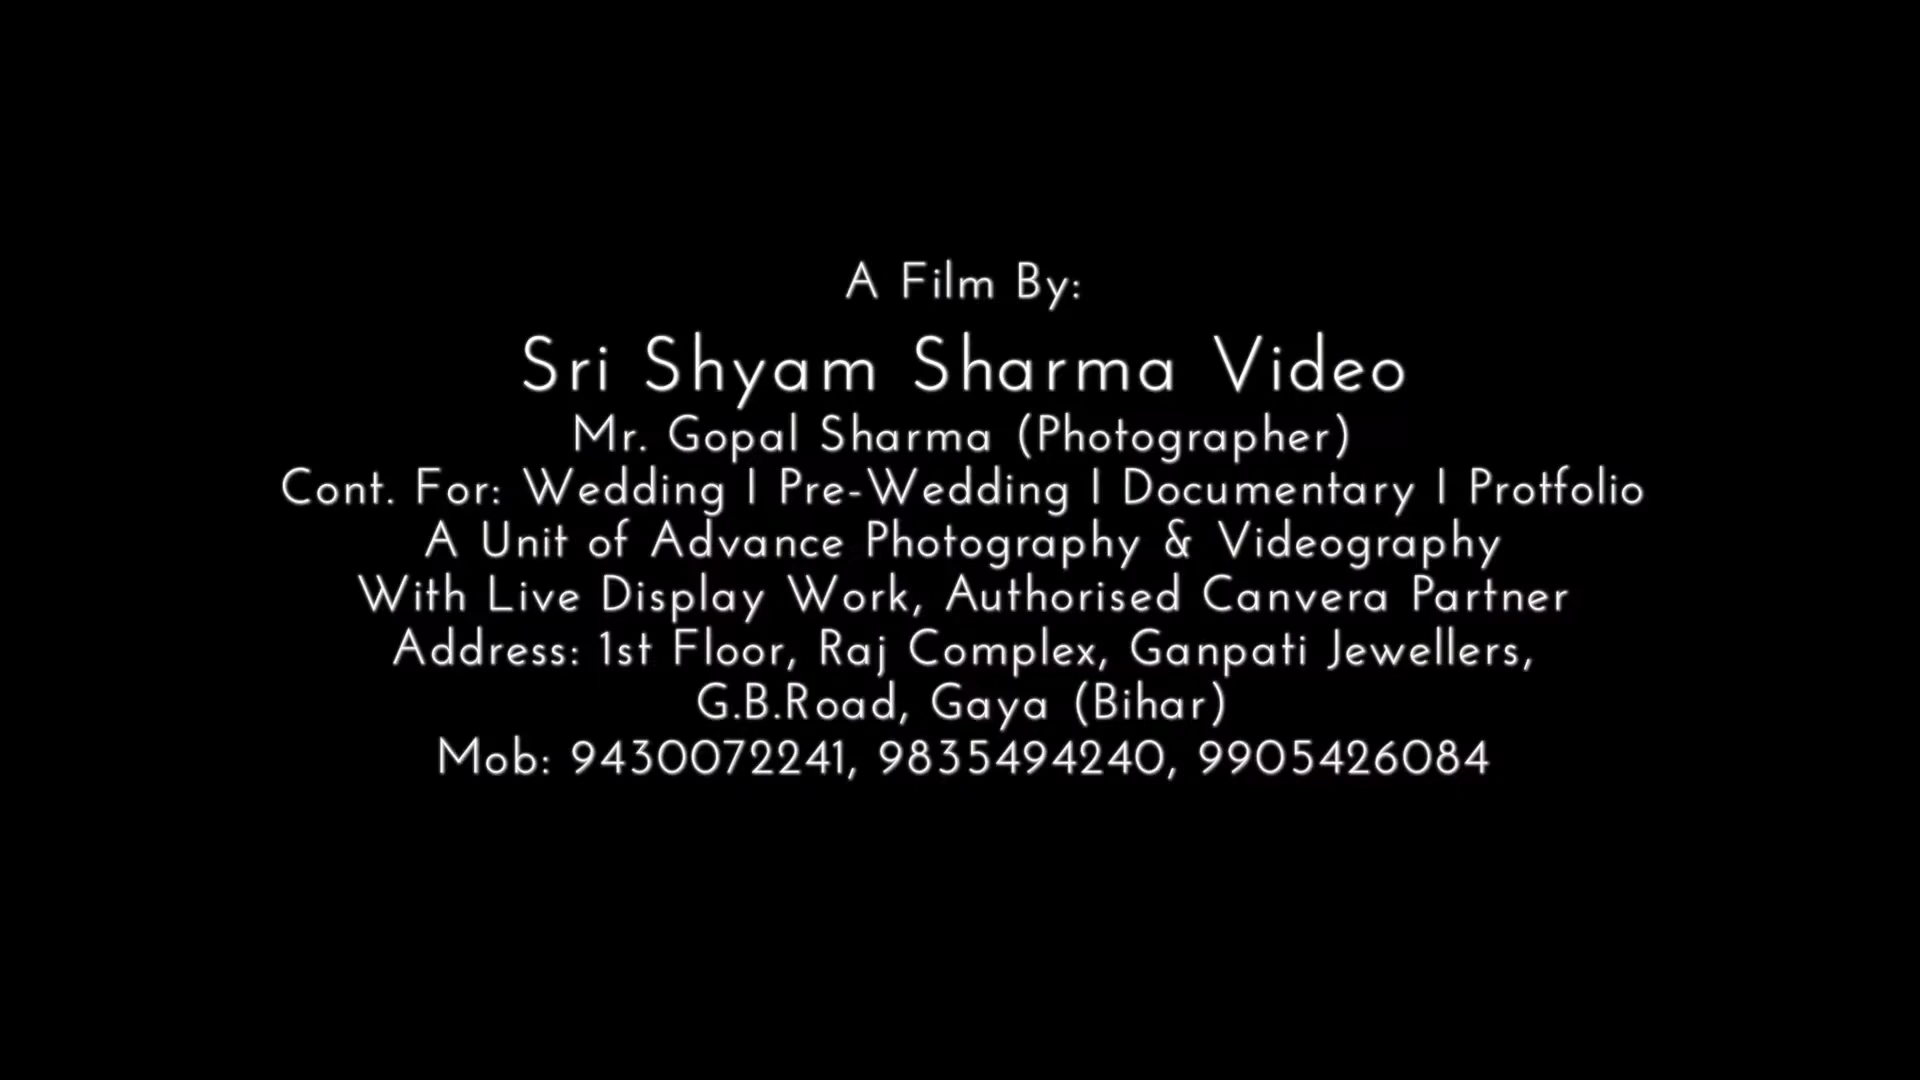 A Film By:
Sri Shyam Sharma Video
Mr. Gopal Sharma (Photographer)
Cont. For: Wedding | Pre-Wedding | Documentary | Protfolio
A Unit of Advance Photography & Videography
With Live Display Work, Authorised Canvera Partner
Address: 1st Floor, Raj Complex, Ganpati Jewellers,
G.B.Road, Gaya (Bihar)
Mob: 9430072241, 9835494240, 9905426084